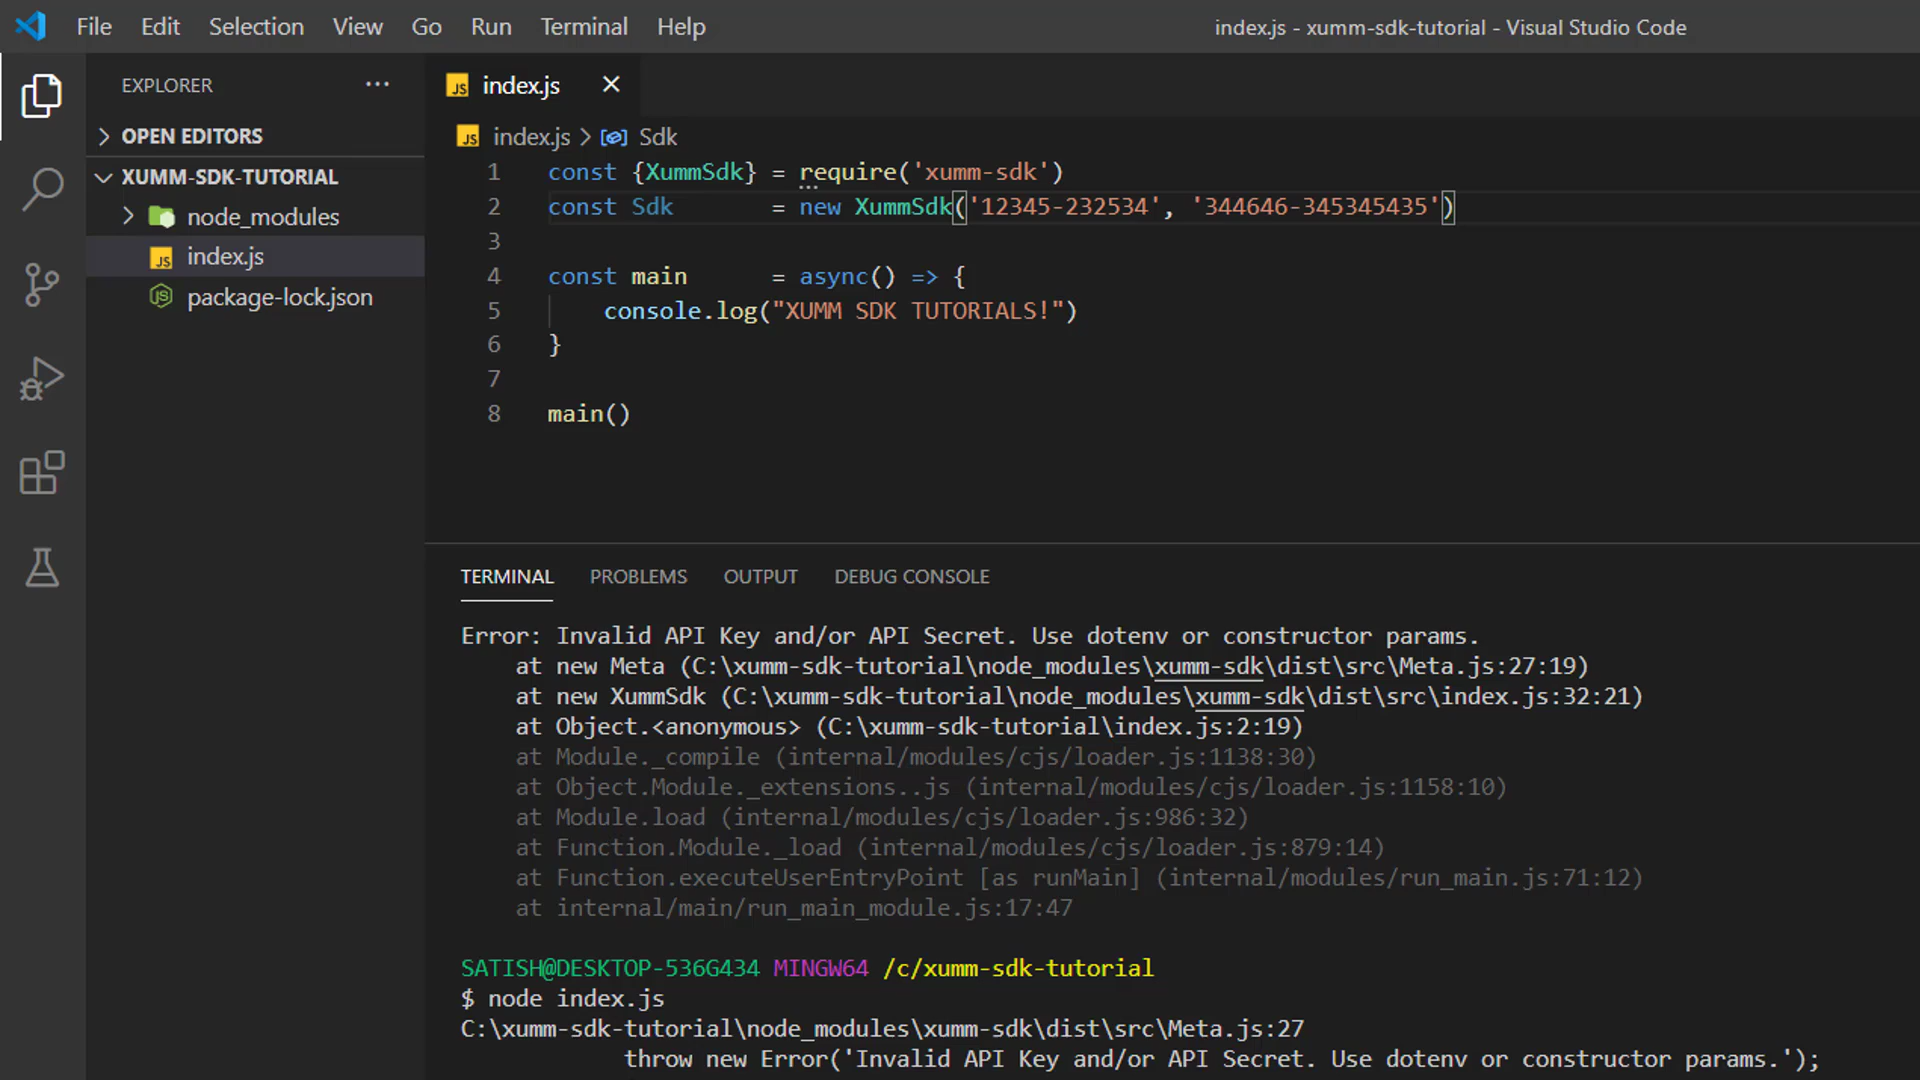 File Edit Selection View Go Run Terminal Help
index.js - xumm-sdk-tutorial - Visual Studio Code
EXPLORER ...
OPEN EDITORS
XUMM-SDK-TUTORIAL
node_modules
JS index.js
JS package-lock.json
JS index.js
JS index.js > Sdk
1 const {XummSdk} = require('xumm-sdk')
2 const Sdk = new XummSdk('12345-232534', '344646-345345435')
3
4 const main = async() => {
5 console.log("XUMM SDK TUTORIALS!")
6 }
7
8 main()
TERMINAL PROBLEMS OUTPUT DEBUG CONSOLE
Error: Invalid API Key and/or API Secret. Use dotenv or constructor params.
at new Meta (C:\xumm-sdk-tutorial\node_modules\xumm-sdk\dist\src\Meta.js:27:19)
at new XummSdk (C:\xumm-sdk-tutorial\node_modules\xumm-sdk\dist\src\index.js:32:21)
at Object.<anonymous> (C:\xumm-sdk-tutorial\index.js:2:19)
at Module._compile (internal/modules/cjs/loader.js:1138:30)
at Object.Module._extensions..js (internal/modules/cjs/loader.js:1158:10)
at Module.load (internal/modules/cjs/loader.js:986:32)
at Function.Module._load (internal/modules/cjs/loader.js:879:14)
at Function.executeUserEntryPoint [as runMain] (internal/modules/run_main.js:71:12)
at internal/main/run_main_module.js:17:47
SATISH@DESKTOP-536G434 MINGW64 /c/xumm-sdk-tutorial
$ node index.js
C:\xumm-sdk-tutorial\node_modules\xumm-sdk\dist\src\Meta.js:27
throw new Error('Invalid API Key and/or API Secret. Use dotenv or constructor params.');